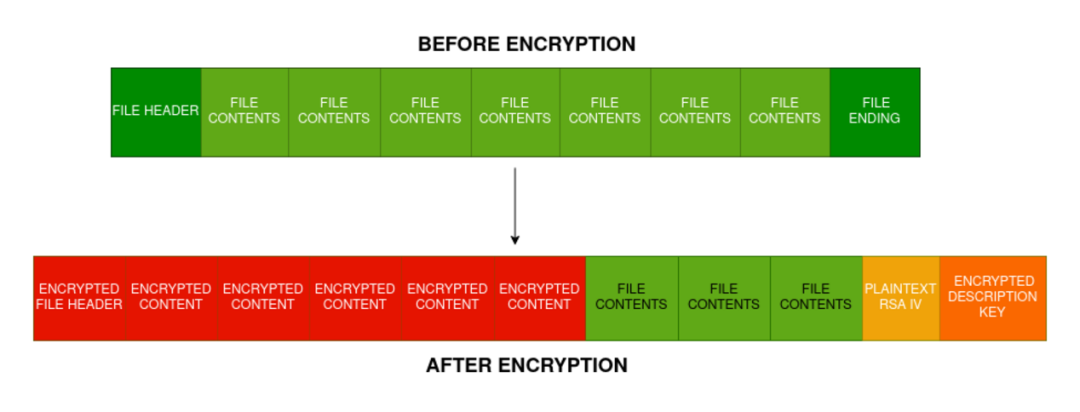 BEFORE ENCRYPTION
FILE HEADER
FILE
CONTENTS
FILE
CONTENTS
FILE
CONTENTS
FILE
CONTENTS
FILE
CONTENTS
FILE
CONTENTS
FILE
CONTENTS
FILE
ENDING
ENCRYPTED
FILE HEADER
ENCRYPTED
CONTENT
ENCRYPTED
CONTENT
ENCRYPTED
CONTENT
ENCRYPTED
CONTENT
ENCRYPTED
CONTENT
FILE
CONTENTS
FILE
CONTENTS
FILE
CONTENTS
PLAINTEXT
RSA IV
ENCRYPTED
DESCRIPTION
KEY
AFTER ENCRYPTION